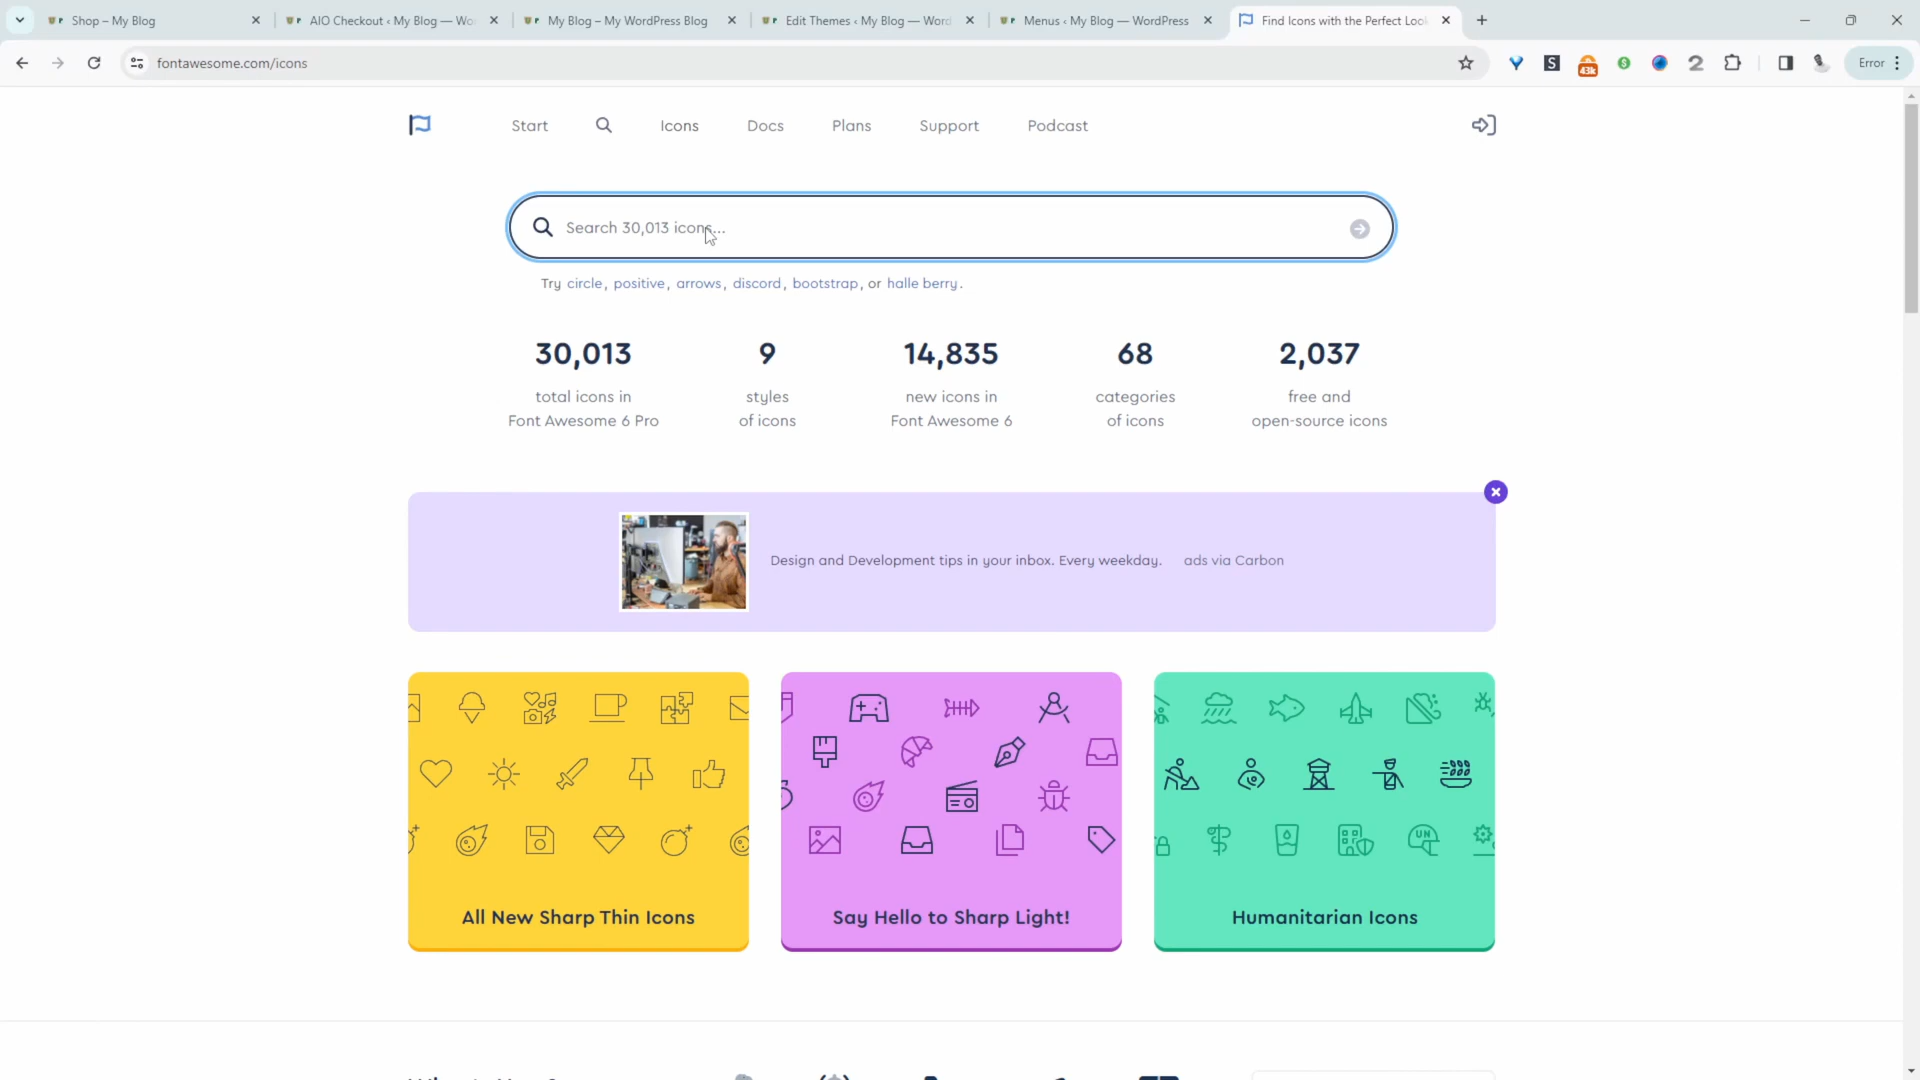 Shop – My Blog
AIO Checkout ‹ My Blog — Wo
My Blog – My WordPress Blog
Edit Themes ‹ My Blog — Word
Menus ‹ My Blog — WordPress
Find Icons with the Perfect Look
fontawesome.com/icons
43k
Error
Start
Icons
Docs
Plans
Support
Podcast
Search 30,013 icons...
Try circle, positive, arrows, discord, bootstrap, or halle berry.
30,013
total icons in
Font Awesome 6 Pro
9
styles
of icons
14,835
new icons in
Font Awesome 6
68
categories
of icons
2,037
free and
open-source icons
Design and Development tips in your inbox. Every weekday.
ads via Carbon
UN
All New Sharp Thin Icons
Say Hello to Sharp Light!
Humanitarian Icons